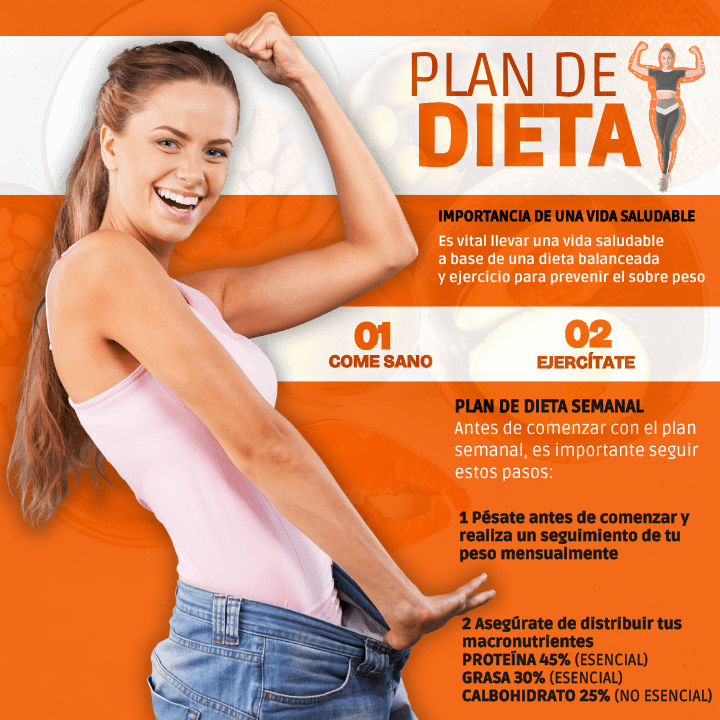 PLAN DE
DIETA
IMPORTANCIA DE UNA VIDA SALUDABLE
Es vital llevar una vida saludable
a base de una dieta balanceada
y ejercicio para prevenir el sobre peso
01
COME SANO
02
EJERCÍTATE
PLAN DE DIETA SEMANAL
Antes de comenzar con el plan
semanal, es importante seguir
estos pasos:
1 Pésate antes de comenzar y
realiza un seguimiento de tu
peso mensualmente
2 Asegúrate de distribuir tus
macronutrientes
PROTEÍNA 45% (ESENCIAL)
GRASA 30% (ESENCIAL)
CALBOHIDRATO 25% (NO ESENCIAL)